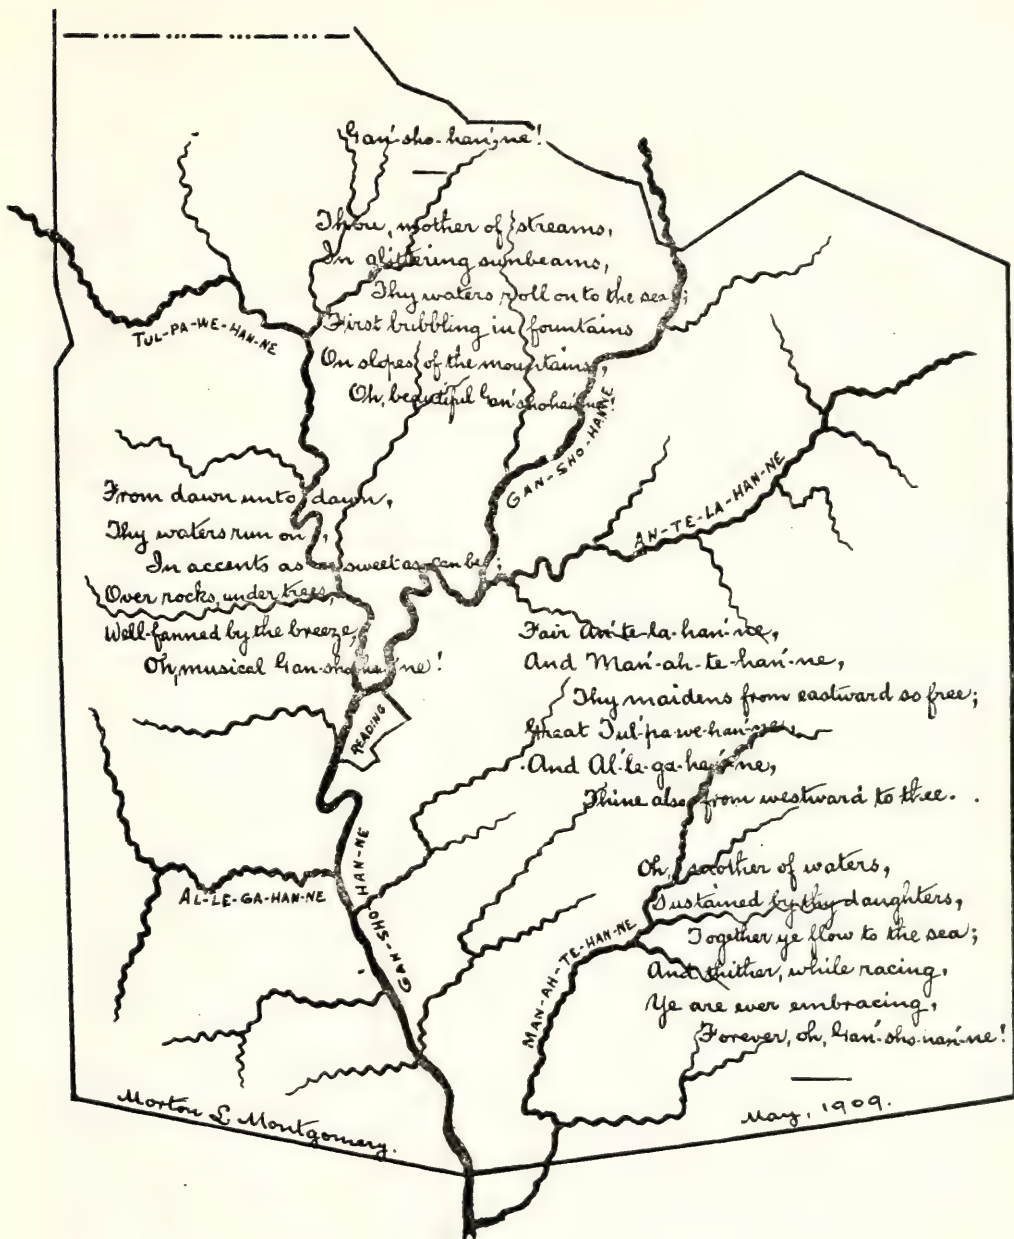 Gan'-sho-han'-ne!
Thou, mother of streams,
In glittering sunbeams,
Thy waters roll on to the sea;
First bubbling in fountains
On slopes of the mountains,
Oh, beautiful Gan'shohan'ne!
TUL-PA-WE-HAN-NE
GAN-SHO-HAN-NE
AN-TE-LA-HAN-NE
From dawn unto dawn,
Thy waters run on,
In accents as sweet as can be;
Over rocks, under trees,
Well-fanned by the breeze,
Oh, musical Gan-sho-han'-ne!
Fair An'-te-la-han'-ne,
And Man'-ah-te-han'-ne,
Thy maidens from eastward so free;
Great Tul'-pa-we-han'-ne,
And Al'-le-ga-han'-ne,
Thine also from westward to thee.
READING
AL-LE-GA-HAN-NE
GAN-SHO-HAN-NE
MAN-AH-TE-HAN-NE
Oh, mother of waters,
Sustained by thy daughters,
Together ye flow to the sea;
And thither, while racing,
Ye are ever embracing,
Forever, oh, Gan'-sho-han'-ne!
Morton L. Montgomery.
May, 1909.